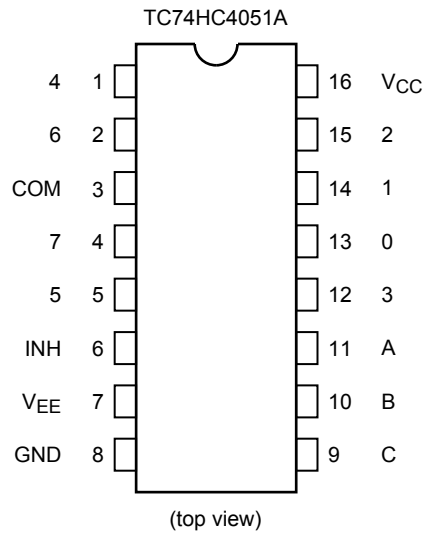 TC74HC4051A
4 1 16 VCC
6 2 15 2
COM 3 14 1
7 4 13 0
5 5 12 3
INH 6 11 A
VEE 7 10 B
GND 8 9 C
(top view)